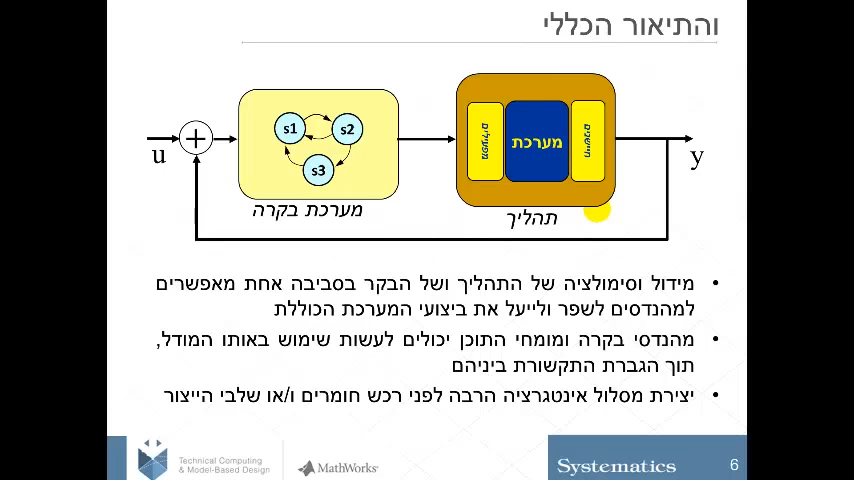 והתיאור הכללי
u
s1
s2
s3
מערכת בקרה
מפעילים
מערכת
חיישנים
תהליך
y
• מידול וסימולציה של התהליך ושל הבקר בסביבה אחת מאפשרים
למהנדסים לשפר ולייעל את ביצועי המערכת הכוללת
• מהנדסי בקרה ומומחי התוכן יכולים לעשות שימוש באותו המודל,
תוך הגברת התקשורת ביניהם
• יצירת מסלול אינטגרציה הרבה לפני רכש חומרים ו/או שלבי הייצור
Technical Computing
& Model-Based Design
MathWorks
Systematics
6